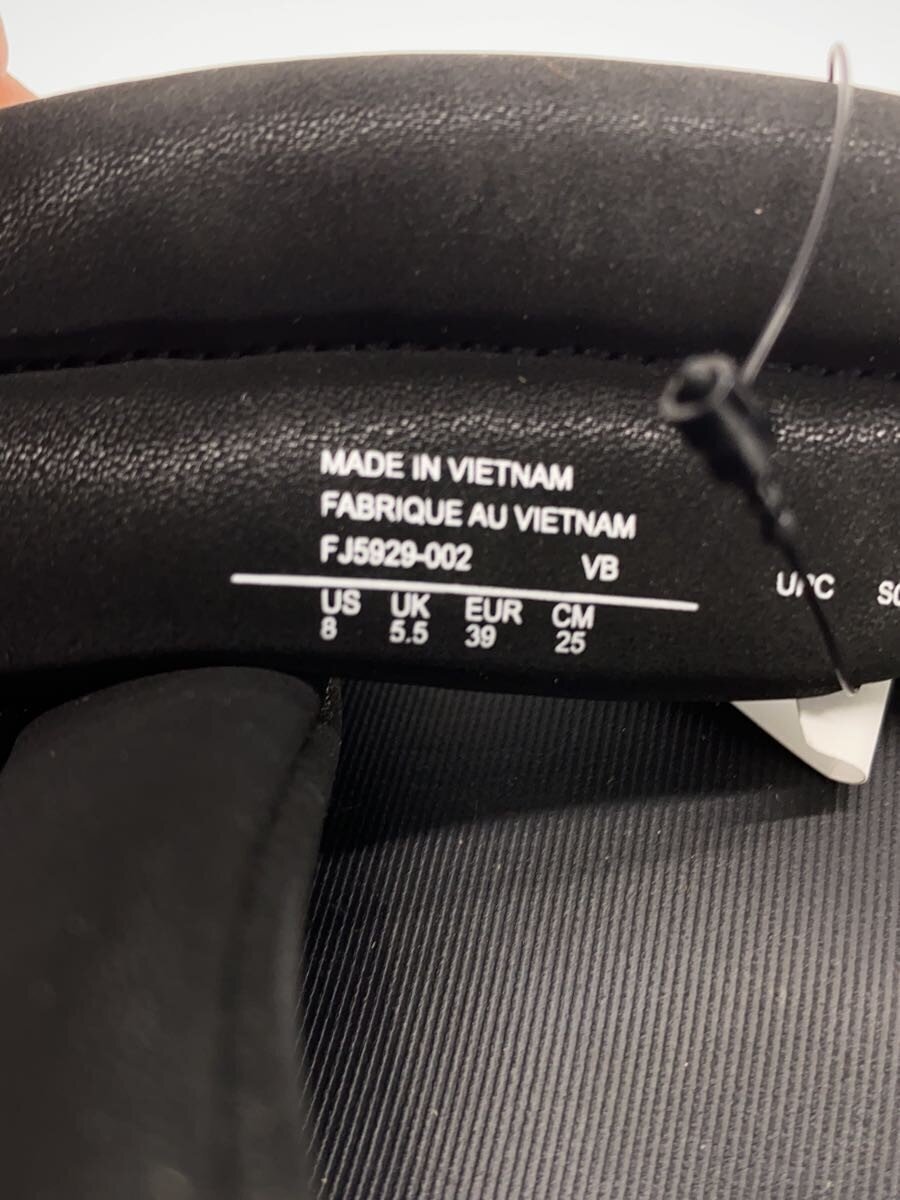 MADE IN VIETNAM
FABRIQUE AU VIETNAM
FJ5929-002 VB
US UK EUR CM
8 5.5 39 25